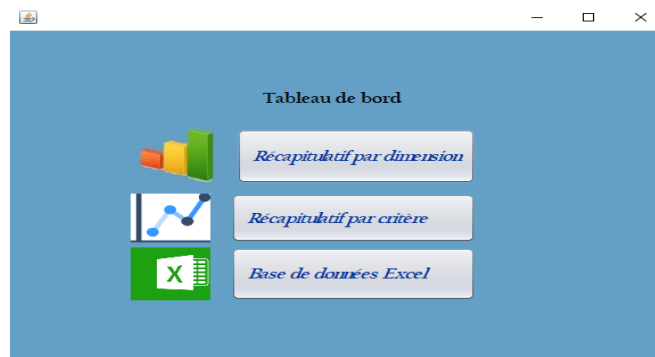 Tableau de bord
Récapitulatif par dimension
Récapitulatif par critère
X
Base de données Excel